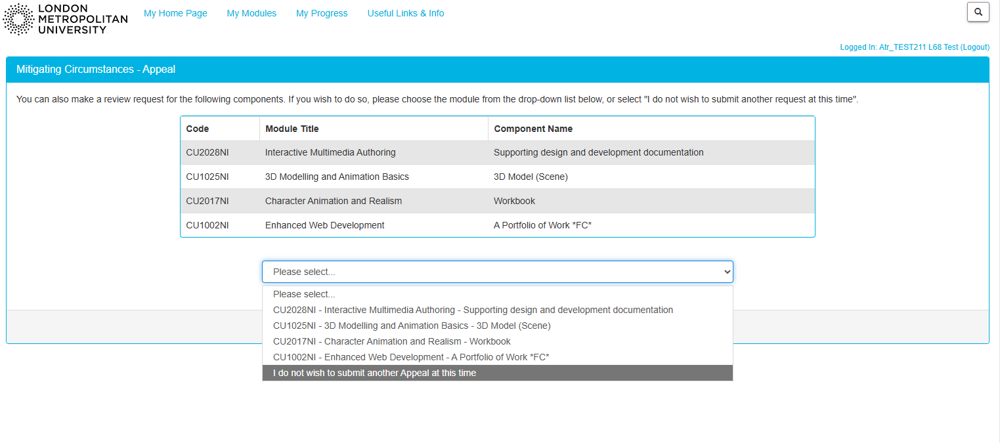 LONDON
METROPOLITAN
UNIVERSITY
My Home Page My Modules My Progress Useful Links & Info
Logged In: Atr_TEST211 L68 Test (Logout)
Mitigating Circumstances - Appeal
You can also make a review request for the following components. If you wish to do so, please choose the module from the drop-down list below, or select "I do not wish to submit another request at this time".
Code Module Title Component Name
CU2028NI Interactive Multimedia Authoring Supporting design and development documentation
CU1025NI 3D Modelling and Animation Basics 3D Model (Scene)
CU2017NI Character Animation and Realism Workbook
CU1002NI Enhanced Web Development A Portfolio of Work *FC*
Please select...
Please select...
CU2028NI - Interactive Multimedia Authoring - Supporting design and development documentation
CU1025NI - 3D Modelling and Animation Basics - 3D Model (Scene)
CU2017NI - Character Animation and Realism - Workbook
CU1002NI - Enhanced Web Development - A Portfolio of Work *FC*
I do not wish to submit another Appeal at this time